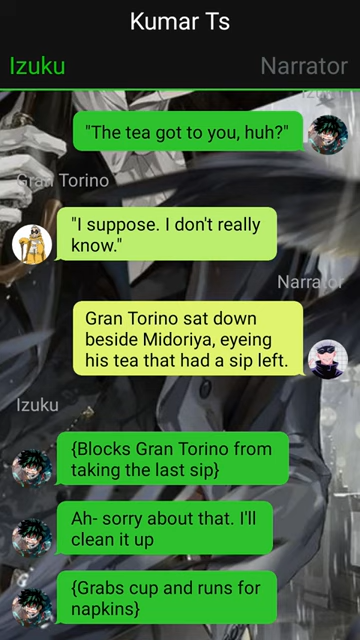 Kumar Ts
Izuku
Narrator
Izuku
"The tea got to you, huh?"
Gran Torino
"I suppose. I don't really
know."
Narrator
Gran Torino sat down
beside Midoriya, eyeing
his tea that had a sip left.
Izuku
{Blocks Gran Torino from
taking the last sip}
Ah- sorry about that. I'll
clean it up
{Grabs cup and runs for
napkins}